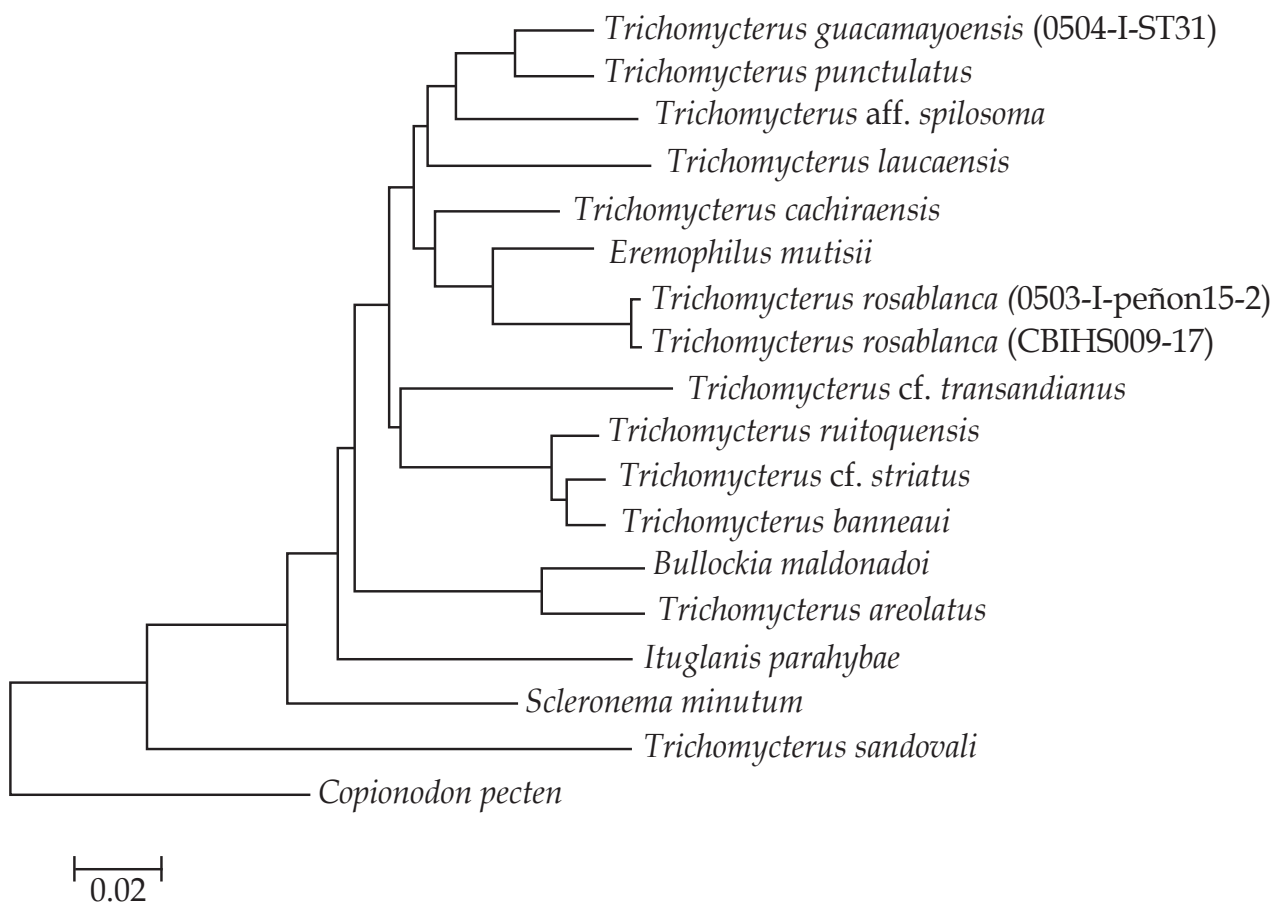 Trichomycterus guacamayoensis (0504-I-ST31)
Trichomycterus punctulatus
Trichomycterus aff. spilosoma
Trichomycterus laucaensis
Trichomycterus cachiraensis
Eremophilus mutisii
Trichomycterus rosablanca (0503-I-peñon15-2)
Trichomycterus rosablanca (CBIHS009-17)
Trichomycterus cf. transandianus
Trichomycterus ruitoquensis
Trichomycterus cf. striatus
Trichomycterus banneaui
Bullockia maldonadoi
Trichomycterus areolatus
Ituglanis parahybae
Scleronema minutum
Trichomycterus sandovali
Copionodon pecten
0.02